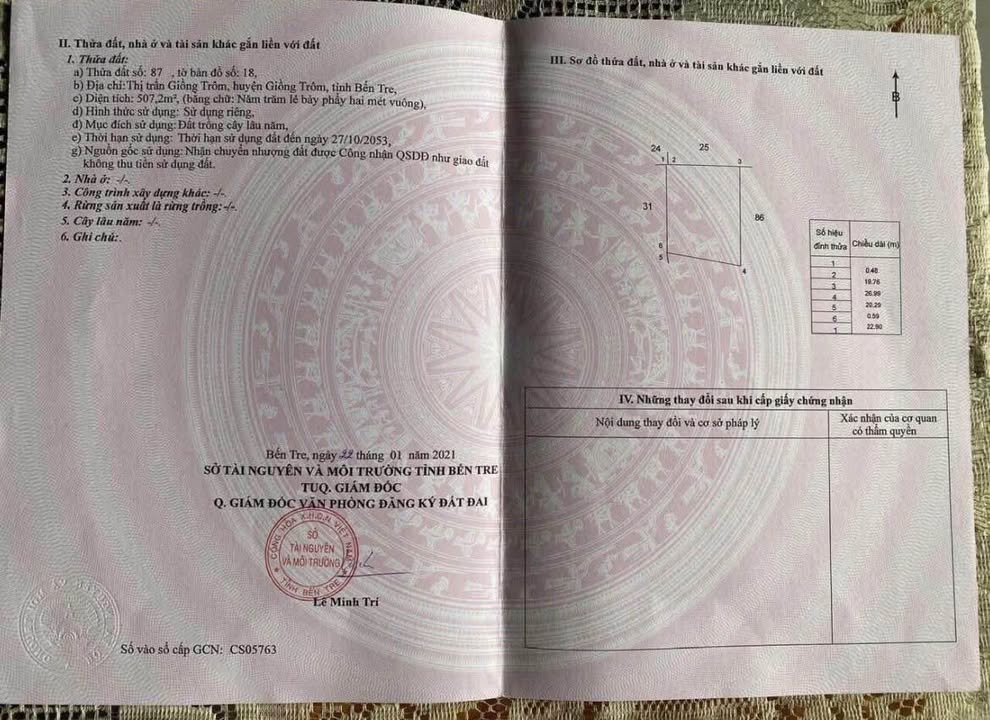 II. Thửa đất, nhà ở và tài sản khác gắn liền với đất
1. Thửa đất:
a) Thửa đất số: 87 , tờ bản đồ số: 18,
b) Địa chỉ: Thị trấn Giồng Trôm, huyện Giồng Trôm, tỉnh Bến Tre,
c) Diện tích: 507,2m², (bằng chữ: Năm trăm lẻ bảy phẩy hai mét vuông),
d) Hình thức sử dụng: Sử dụng riêng,
đ) Mục đích sử dụng: Đất trồng cây lâu năm,
e) Thời hạn sử dụng: Thời hạn sử dụng đất đến ngày 27/10/2053,
g) Nguồn gốc sử dụng: Nhận chuyển nhượng đất được Công nhận QSDĐ như giao đất
không thu tiền sử dụng đất.
2. Nhà ở: -/-.
3. Công trình xây dựng khác: -/-.
4. Rừng sản xuất là rừng trồng: -/-.
5. Cây lâu năm: -/-.
6. Ghi chú:.
Bến Tre, ngày 22 tháng 01 năm 2021
SỞ TÀI NGUYÊN VÀ MÔI TRƯỜNG TỈNH BẾN TRE
TUQ. GIÁM ĐỐC
Q. GIÁM ĐỐC VĂN PHÒNG ĐĂNG KÝ ĐẤT ĐAI
CỘNG HÒA X.H.C.N VIỆT NAM
SỞ
TÀI NGUYÊN
VÀ MÔI TRƯỜNG
TỈNH BẾN TRE
Lê Minh Trí
Số vào sổ cấp GCN: CS05763
III. Sơ đồ thửa đất, nhà ở và tài sản khác gắn liền với đất
B
24 25
1 2 3
31 86
6
5 4
Số hiệu đỉnh thửa Chiều dài (m)
1
0.48
2
18.76
3
26.99
4
20.29
5
0.59
6
22.90
1
IV. Những thay đổi sau khi cấp giấy chứng nhận
Nội dung thay đổi và cơ sở pháp lý
Xác nhận của cơ quan
có thẩm quyền